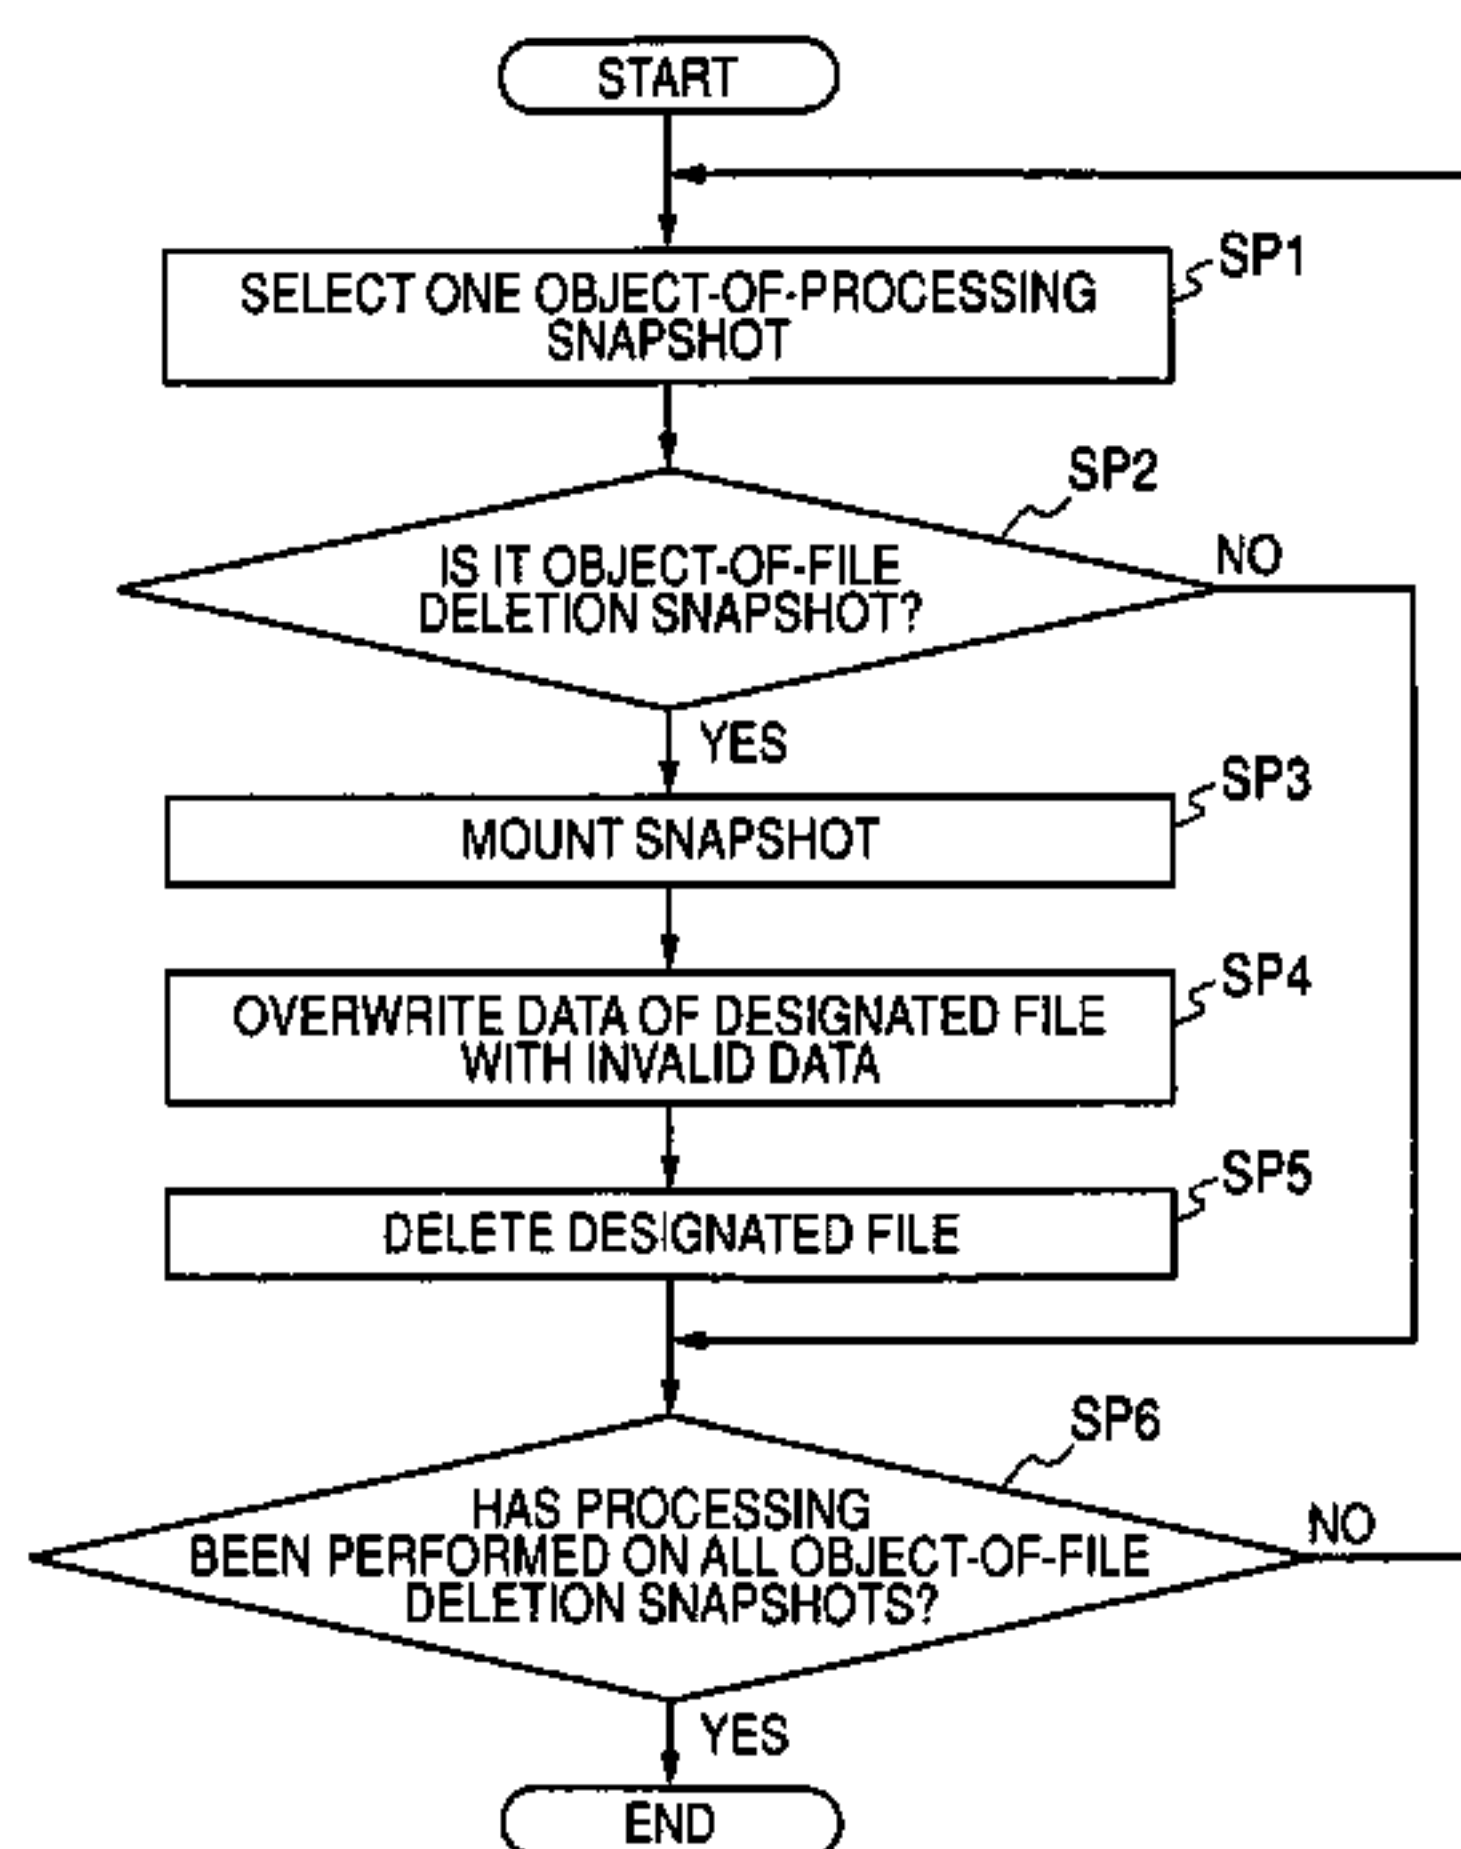 START
SP1
SELECT ONE OBJECT-OF-PROCESSING
SNAPSHOT
SP2
IS IT OBJECT-OF-FILE
DELETION SNAPSHOT?
NO
YES
SP3
MOUNT SNAPSHOT
SP4
OVERWRITE DATA OF DESIGNATED FILE
WITH INVALID DATA
SP5
DELETE DESIGNATED FILE
SP6
HAS PROCESSING
BEEN PERFORMED ON ALL OBJECT-OF-FILE
DELETION SNAPSHOTS?
NO
YES
END